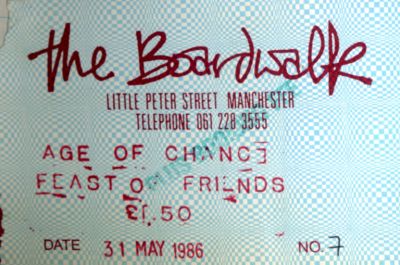 the Boardwalk
LITTLE PETER STREET MANCHESTER
TELEPHONE 061 228 3555
AGE OF CHANCE
FEAST O FRIENDS
£1.50
DATE 31 MAY 1986 NO. 7